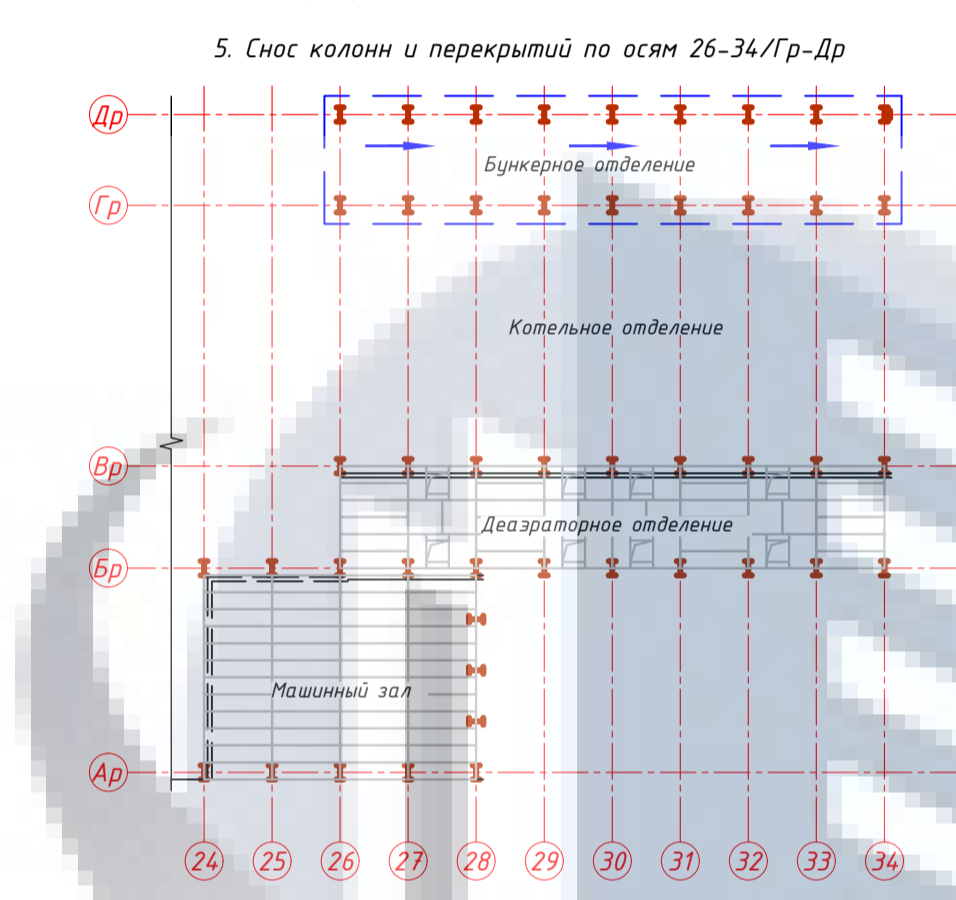 5. Снос колонн и перекрытий по осям 26-34/Гр-Др
Др
Бункерное отделение
Гр
Котельное отделение
Вр
Деаэраторное отделение
Бр
Машинный зал
Ар
24 25 26 27 28 29 30 31 32 33 34